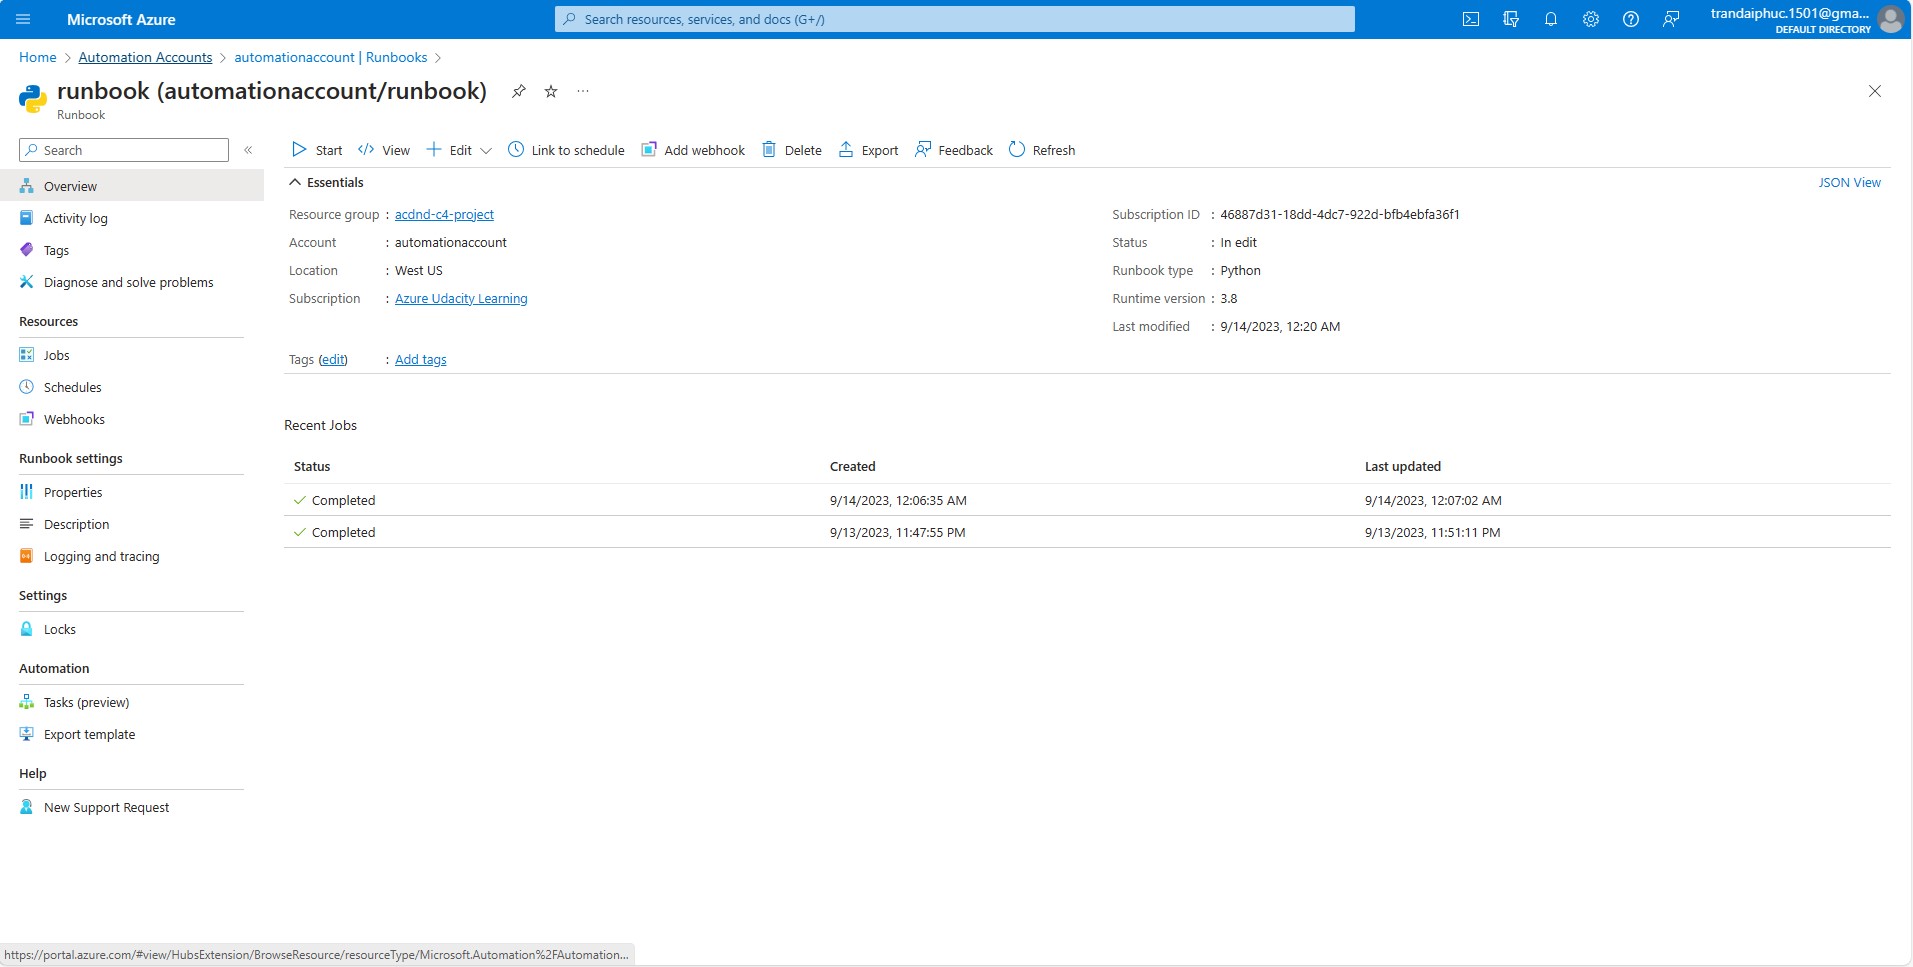 Microsoft Azure
Search resources, services, and docs (G+/)
trandaiphuc.1501@gma...
DEFAULT DIRECTORY
Home > Automation Accounts > automationaccount | Runbooks >
runbook (automationaccount/runbook)
...
Runbook
Search
«
Start
View
Edit
Link to schedule
Add webhook
Delete
Export
Feedback
Refresh
Overview
Activity log
Tags
Diagnose and solve problems
Resources
Jobs
Schedules
Webhooks
Runbook settings
Properties
Description
Logging and tracing
Settings
Locks
Automation
Tasks (preview)
Export template
Help
New Support Request
Essentials
JSON View
Resource group : acdnd-c4-project
Account : automationaccount
Location : West US
Subscription : Azure Udacity Learning
Subscription ID : 46887d31-18dd-4dc7-922d-bfb4ebfa36f1
Status : In edit
Runbook type : Python
Runtime version : 3.8
Last modified : 9/14/2023, 12:20 AM
Tags (edit) : Add tags
Recent Jobs
Status Created Last updated
Completed 9/14/2023, 12:06:35 AM 9/14/2023, 12:07:02 AM
Completed 9/13/2023, 11:47:55 PM 9/13/2023, 11:51:11 PM
https://portal.azure.com/#view/HubsExtension/BrowseResource/resourceType/Microsoft.Automation%2FAutomation...